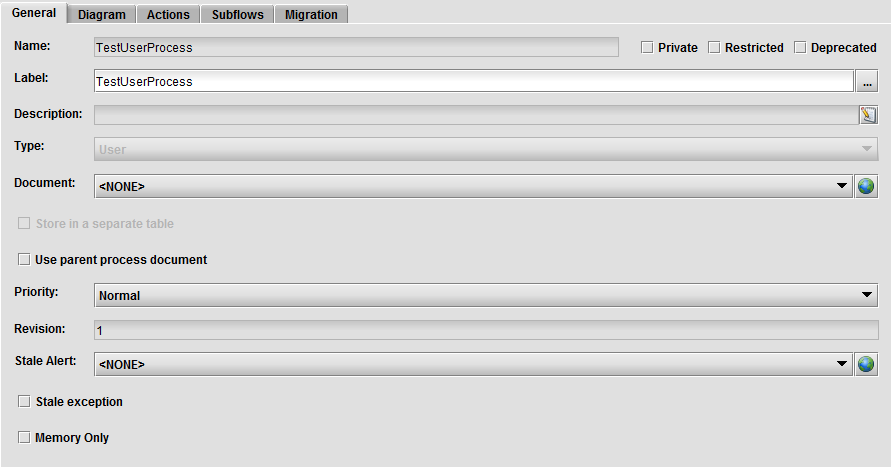 General Diagram Actions Subflows Migration
Name: TestUserProcess Private Restricted Deprecated
Label: TestUserProcess ...
Description:
Type: User
Document: <NONE>
Store in a separate table
Use parent process document
Priority: Normal
Revision: 1
Stale Alert: <NONE>
Stale exception
Memory Only